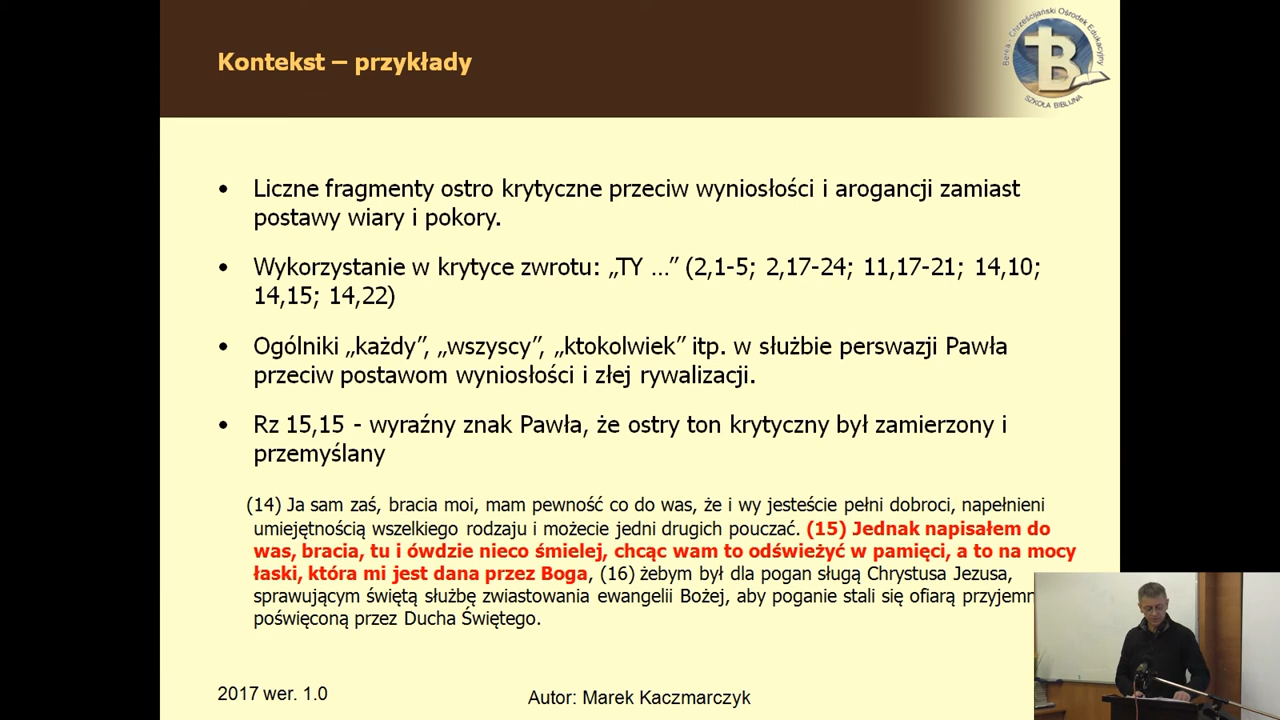 Kontekst – przykłady
Berea - Chrześcijański Ośrodek Edukacyjny
SZKOŁA BIBLIJNA
• Liczne fragmenty ostro krytyczne przeciw wyniosłości i arogancji zamiast
postawy wiary i pokory.
• Wykorzystanie w krytyce zwrotu: „TY …” (2,1-5; 2,17-24; 11,17-21; 14,10;
14,15; 14,22)
• Ogólniki „każdy”, „wszyscy”, „ktokolwiek” itp. w służbie perswazji Pawła
przeciw postawom wyniosłości i złej rywalizacji.
• Rz 15,15 - wyraźny znak Pawła, że ostry ton krytyczny był zamierzony i
przemyślany
(14) Ja sam zaś, bracia moi, mam pewność co do was, że i wy jesteście pełni dobroci, napełnieni
umiejętnością wszelkiego rodzaju i możecie jedni drugich pouczać. (15) Jednak napisałem do
was, bracia, tu i ówdzie nieco śmielej, chcąc wam to odświeżyć w pamięci, a to na mocy
łaski, która mi jest dana przez Boga, (16) żebym był dla pogan sługą Chrystusa Jezusa,
sprawującym świętą służbę zwiastowania ewangelii Bożej, aby poganie stali się ofiarą
poświęconą przez Ducha Świętego.
2017 wer. 1.0
Autor: Marek Kaczmarczyk